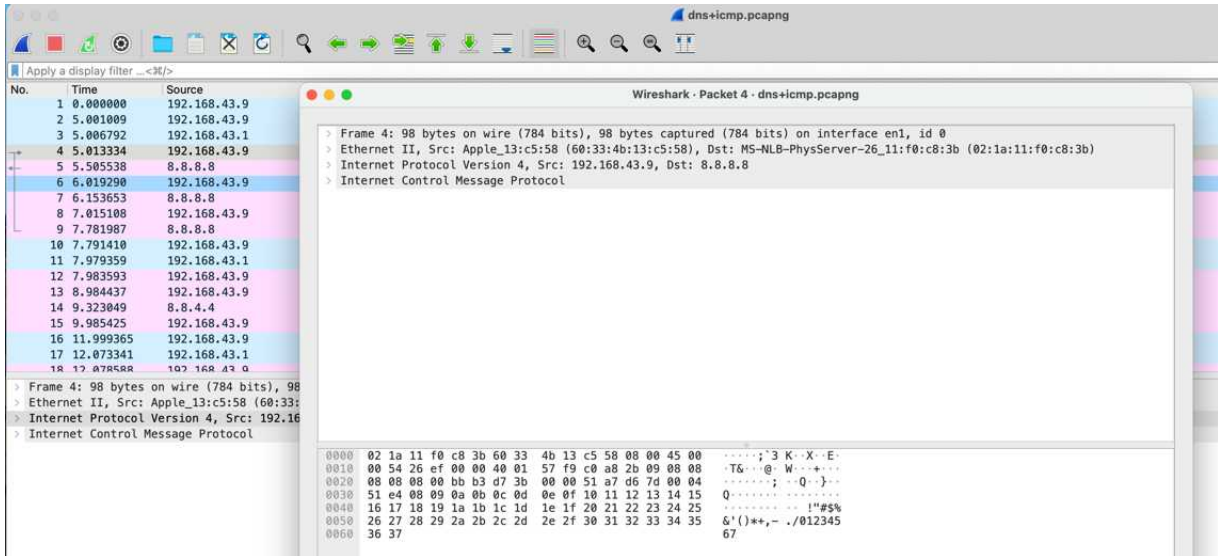 dns+icmp.pcapng
Apply a display filter ... <⌘/>
No. Time Source
1 0.000000 192.168.43.9
2 5.001009 192.168.43.9
3 5.006792 192.168.43.1
4 5.013334 192.168.43.9
5 5.505538 8.8.8.8
6 6.019290 192.168.43.9
7 6.153653 8.8.8.8
8 7.015108 192.168.43.9
9 7.781987 8.8.8.8
10 7.791410 192.168.43.9
11 7.979359 192.168.43.1
12 7.983593 192.168.43.9
13 8.984437 192.168.43.9
14 9.323049 8.8.4.4
15 9.985425 192.168.43.9
16 11.999365 192.168.43.9
17 12.073341 192.168.43.1
18 12.078588 192.168.43.9
> Frame 4: 98 bytes on wire (784 bits), 98
> Ethernet II, Src: Apple_13:c5:58 (60:33:
> Internet Protocol Version 4, Src: 192.16
> Internet Control Message Protocol
Wireshark · Packet 4 · dns+icmp.pcapng
> Frame 4: 98 bytes on wire (784 bits), 98 bytes captured (784 bits) on interface en1, id 0
> Ethernet II, Src: Apple_13:c5:58 (60:33:4b:13:c5:58), Dst: MS-NLB-PhysServer-26_11:f0:c8:3b (02:1a:11:f0:c8:3b)
> Internet Protocol Version 4, Src: 192.168.43.9, Dst: 8.8.8.8
> Internet Control Message Protocol
0000 02 1a 11 f0 c8 3b 60 33 4b 13 c5 58 08 00 45 00 ·····;`3 K··X··E·
0010 00 54 26 ef 00 00 40 01 57 f9 c0 a8 2b 09 08 08 ·T&···@· W···+···
0020 08 08 08 00 bb b3 d7 3b 00 00 51 a7 d6 7d 00 04 ·······; ··Q··}··
0030 51 e4 08 09 0a 0b 0c 0d 0e 0f 10 11 12 13 14 15 Q······· ········
0040 16 17 18 19 1a 1b 1c 1d 1e 1f 20 21 22 23 24 25 ········ ·· !"#$%
0050 26 27 28 29 2a 2b 2c 2d 2e 2f 30 31 32 33 34 35 &'()*+,- ./012345
0060 36 37 67